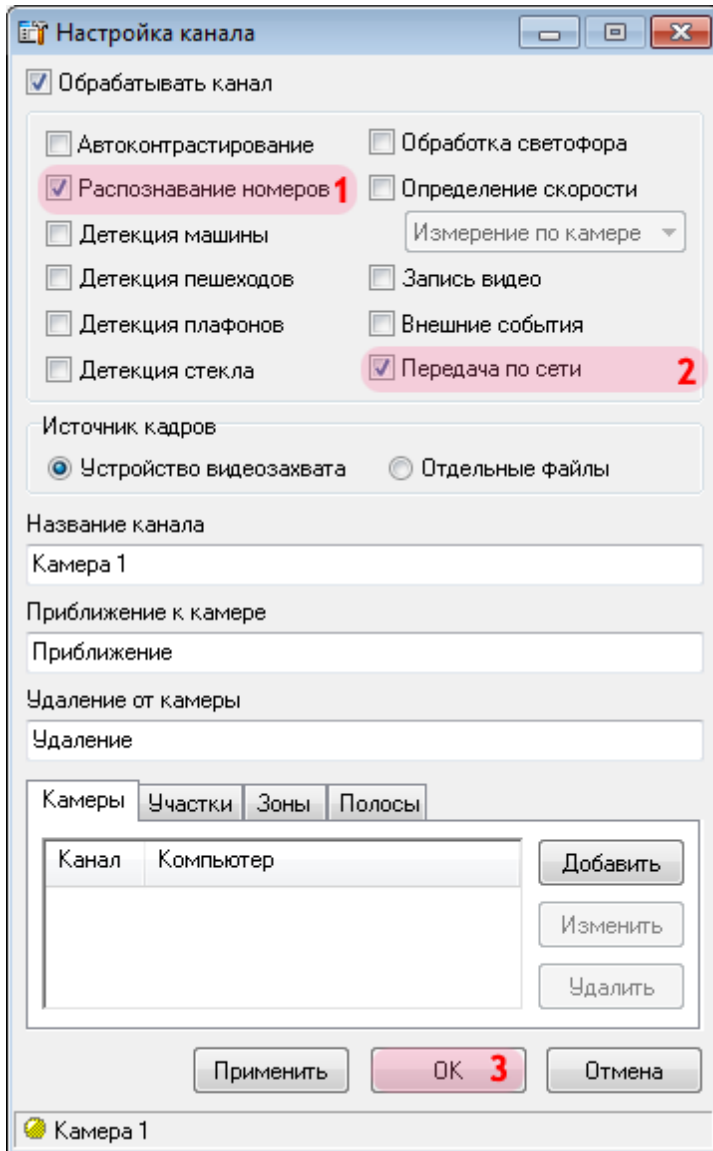 Настройка канала
Обрабатывать канал
Автоконтрастирование
Обработка светофора
Распознавание номеров 1
Определение скорости
Детекция машины
Измерение по камере
Детекция пешеходов
Запись видео
Детекция плафонов
Внешние события
Детекция стекла
Передача по сети 2
Источник кадров
Устройство видеозахвата
Отдельные файлы
Название канала
Камера 1
Приближение к камере
Приближение
Удаление от камеры
Удаление
Камеры Участки Зоны Полосы
Канал Компьютер
Добавить
Изменить
Удалить
Применить OK 3 Отмена
Камера 1